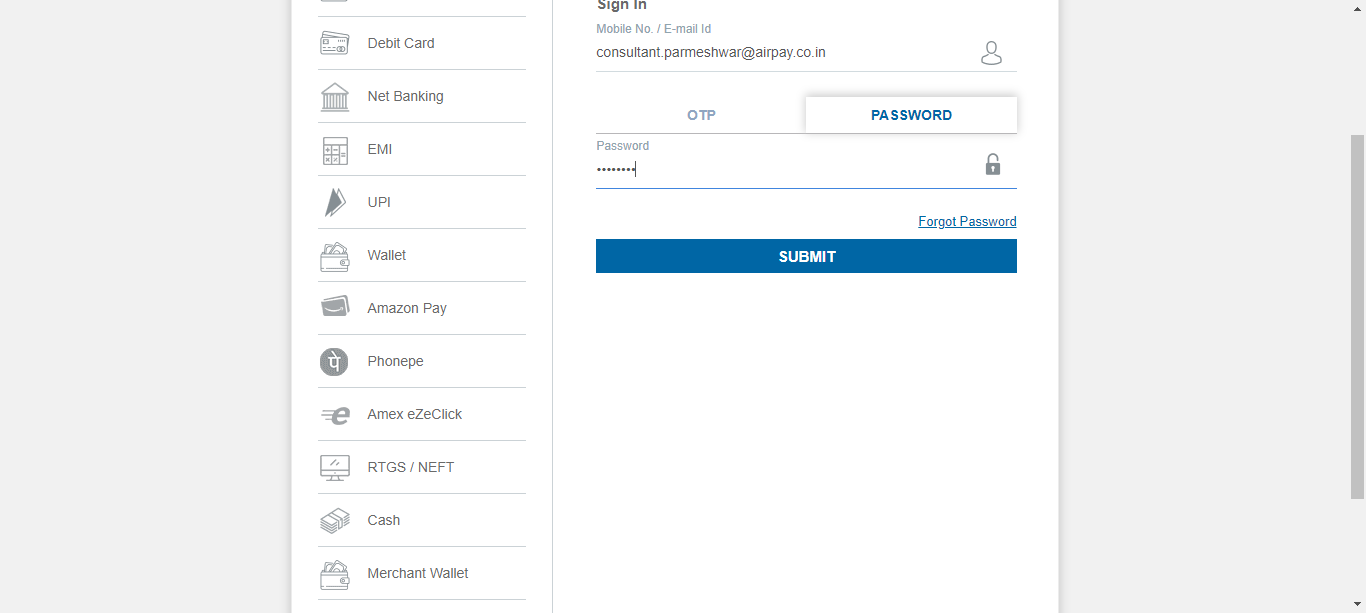 Debit Card
Net Banking
EMI
UPI
Wallet
Amazon Pay
पे
Phonepe
e
Amex eZeClick
RTGS / NEFT
Cash
Merchant Wallet
Sign In
Mobile No. / E-mail Id
consultant.parmeshwar@airpay.co.in
OTP PASSWORD
Password
••••••••
Forgot Password
SUBMIT